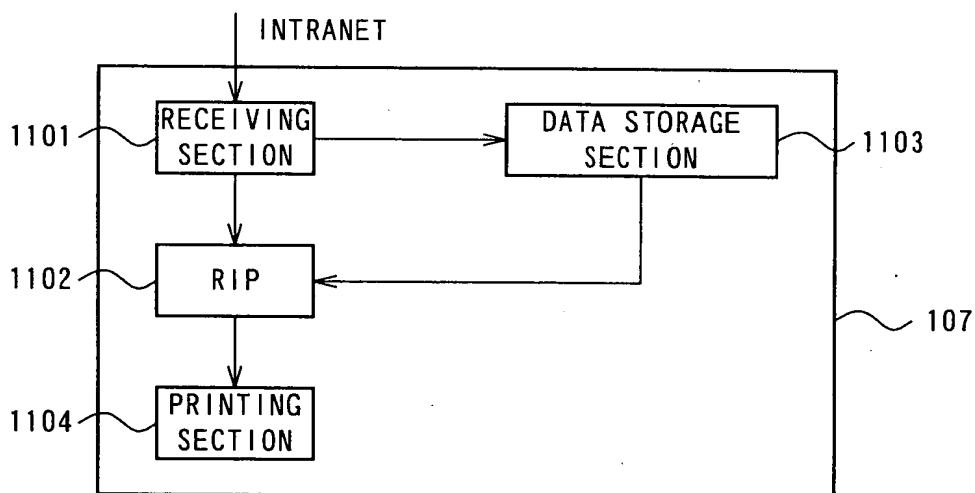 INTRANET
1101
RECEIVING
SECTION
DATA STORAGE
SECTION
1103
1102
RIP
107
1104
PRINTING
SECTION